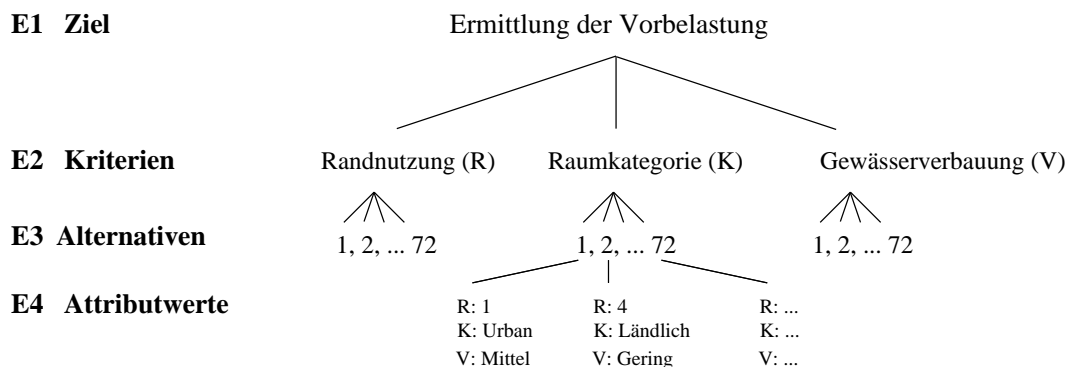 E1 Ziel Ermittlung der Vorbelastung
E2 Kriterien Randnutzung (R) Raumkategorie (K) Gewässerverbauung (V)
E3 Alternativen 1, 2, ... 72 1, 2, ... 72 1, 2, ... 72
E4 Attributwerte R: 1 R: 4 R: ...
K: Urban K: Ländlich K: ...
V: Mittel V: Gering V: ...